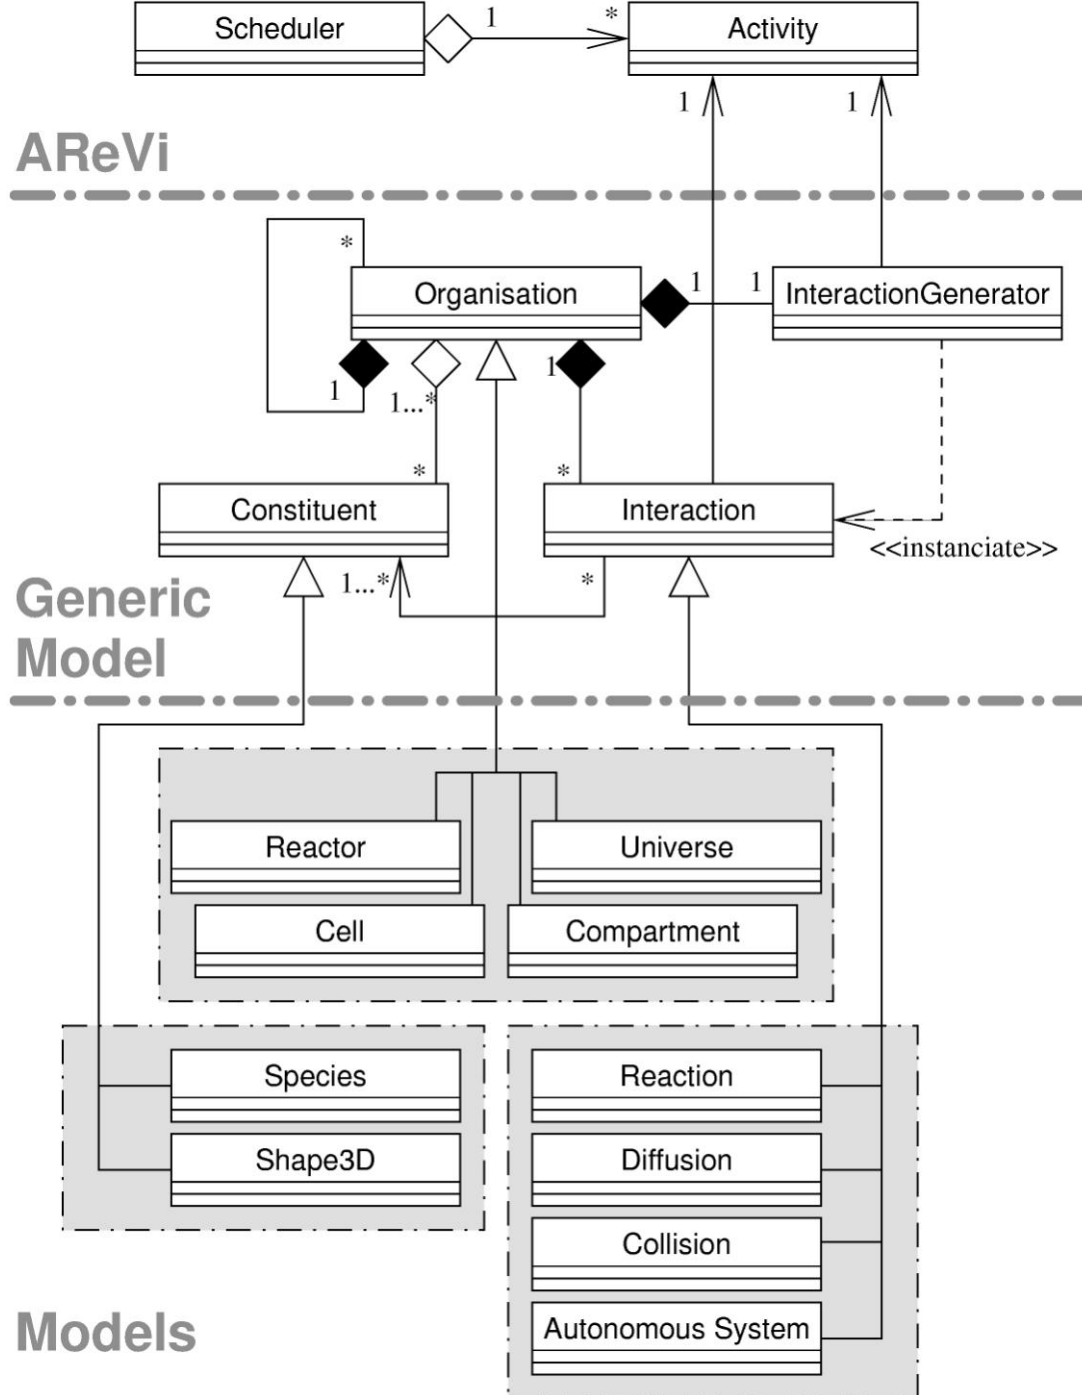 Scheduler
1
*
Activity
1
1
AReVi
*
Organisation
1
1
InteractionGenerator
1
1...*
1
*
*
Constituent
Interaction
<<instanciate>>
1...*
*
Generic
Model
Reactor
Universe
Cell
Compartment
Species
Reaction
Shape3D
Diffusion
Collision
Models
Autonomous System